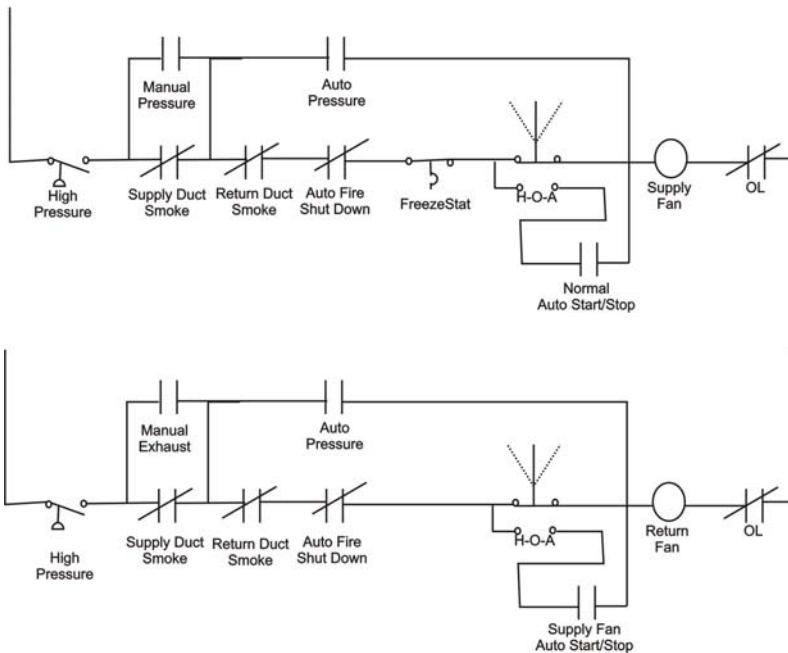 Manual
Pressure
Auto
Pressure
High
Pressure
Supply Duct
Smoke
Return Duct
Smoke
Auto Fire
Shut Down
FreezeStat
H-O-A
Supply
Fan
OL
Normal
Auto Start/Stop
Manual
Exhaust
Auto
Pressure
High
Pressure
Supply Duct
Smoke
Return Duct
Smoke
Auto Fire
Shut Down
H-O-A
Return
Fan
OL
Supply Fan
Auto Start/Stop